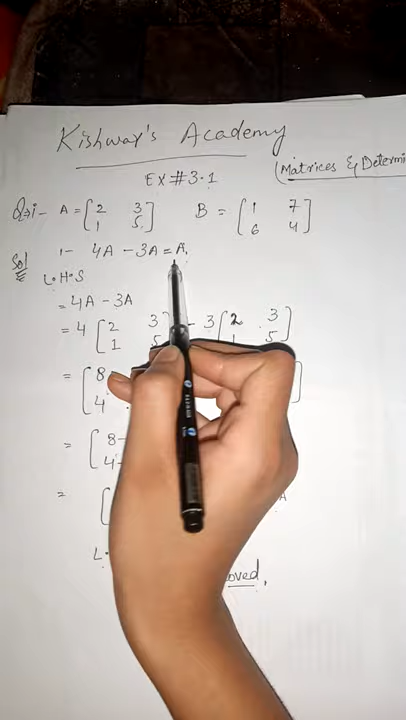 Kishwar's Academy
Ex # 3.1
(Matrices & Determi
Q:1- A = [2 3 B = [1 7
1 5] 6 4]
Sol 1- 4A - 3A = A,
L.H.S
= 4A - 3A
= 4 [2 3 - 3 [2 3
1 5 1 5]
= [8
4
= [8-
4-
= [
A
L.
oved,